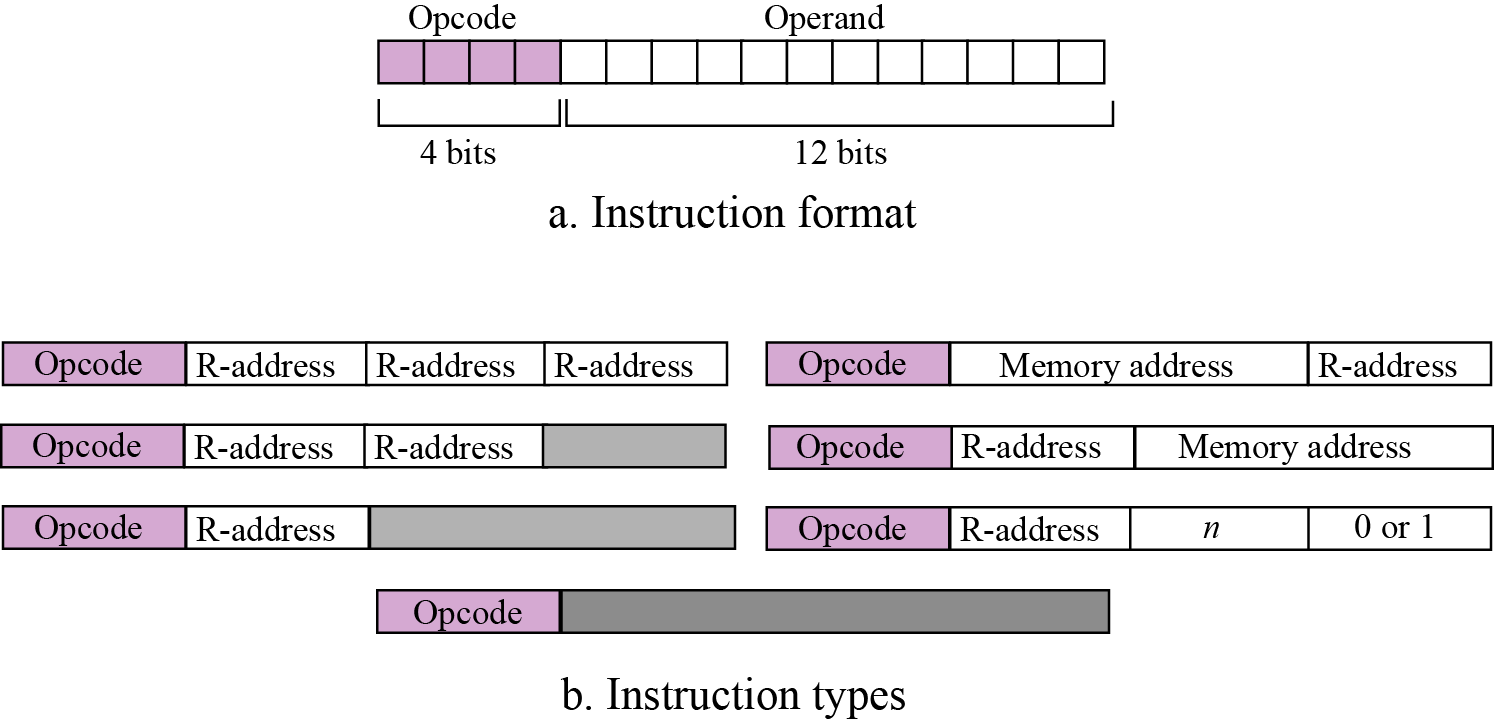 Opcode Operand
4 bits 12 bits
a. Instruction format
Opcode R-address R-address R-address Opcode Memory address R-address
Opcode R-address R-address Opcode R-address Memory address
Opcode R-address Opcode R-address n 0 or 1
Opcode
b. Instruction types